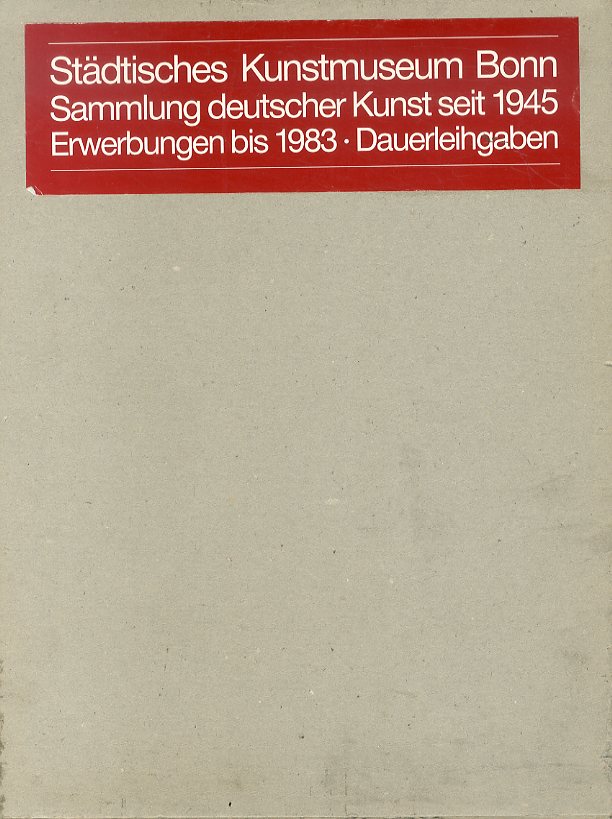 Städtisches Kunstmuseum Bonn
Sammlung deutscher Kunst seit 1945
Erwerbungen bis 1983 · Dauerleihgaben